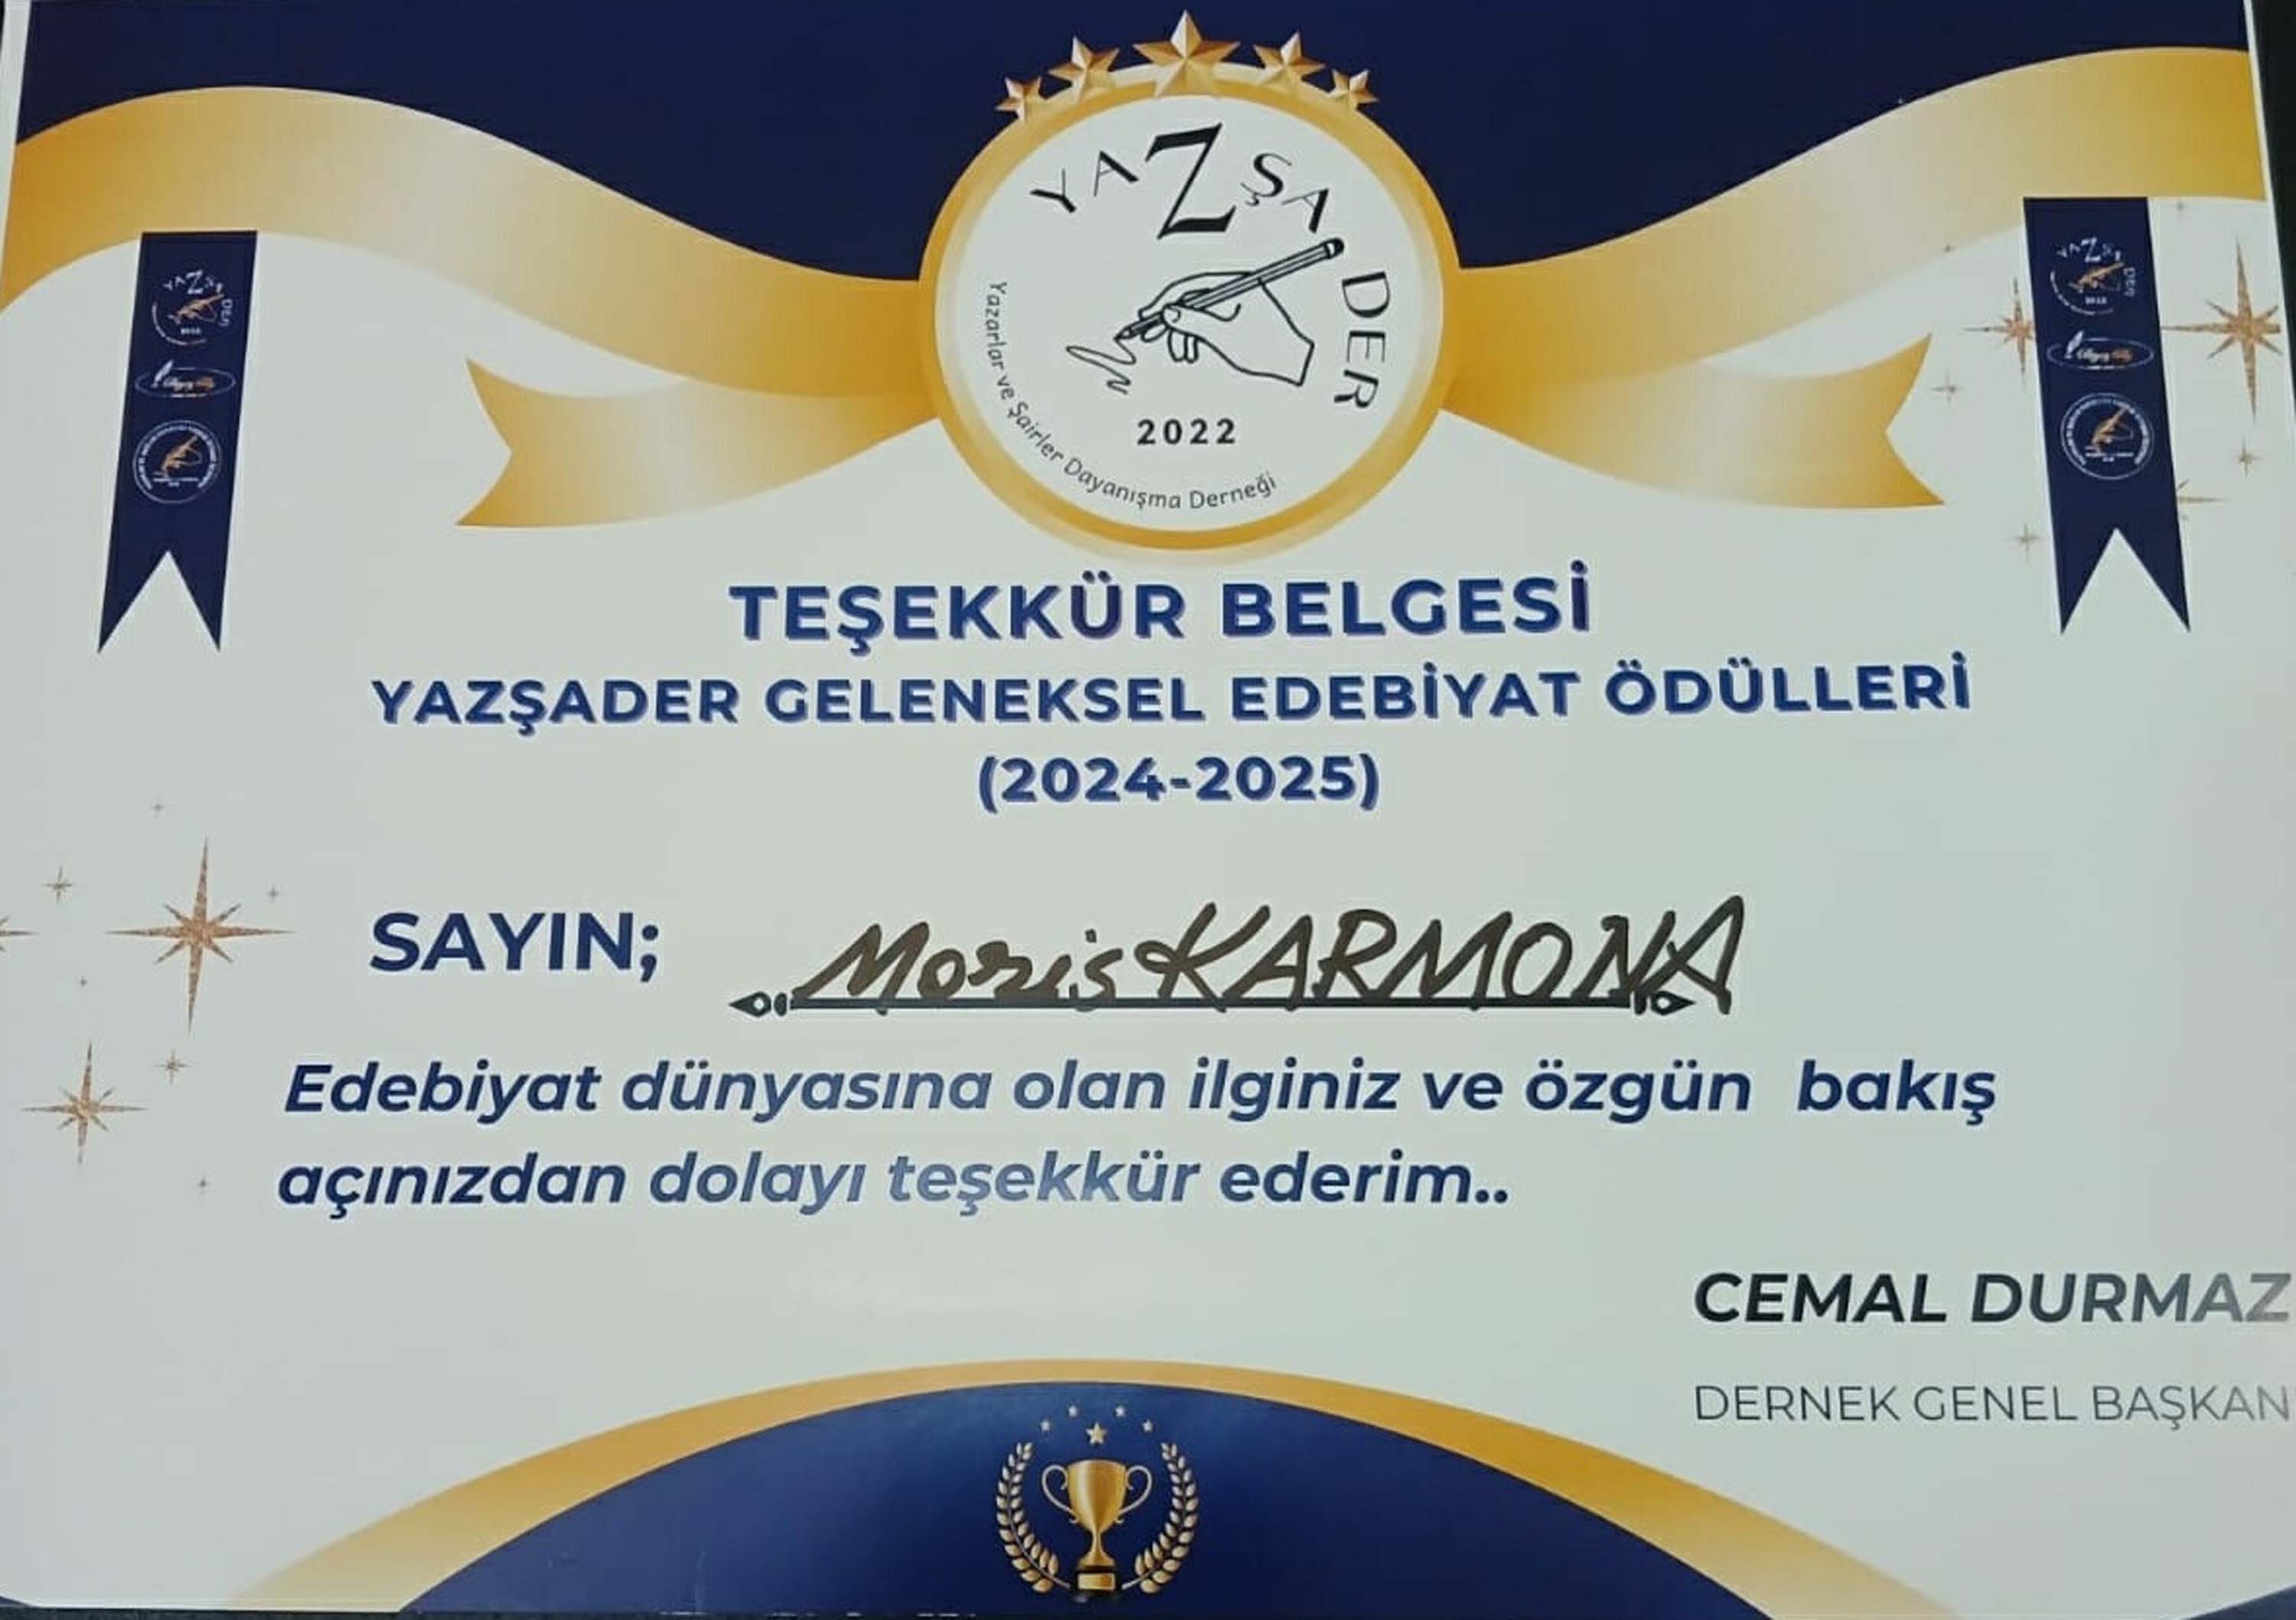 YAZŞADER
2022
Yazarlar ve Şairler Dayanışma Derneği
TEŞEKKÜR BELGESİ
YAZŞADER GELENEKSEL EDEBİYAT ÖDÜLLERİ
(2024-2025)
SAYIN; Moris KARMONA
Edebiyat dünyasına olan ilginiz ve özgün bakış
açınızdan dolayı teşekkür ederim..
CEMAL DURMAZ
DERNEK GENEL BAŞKAN